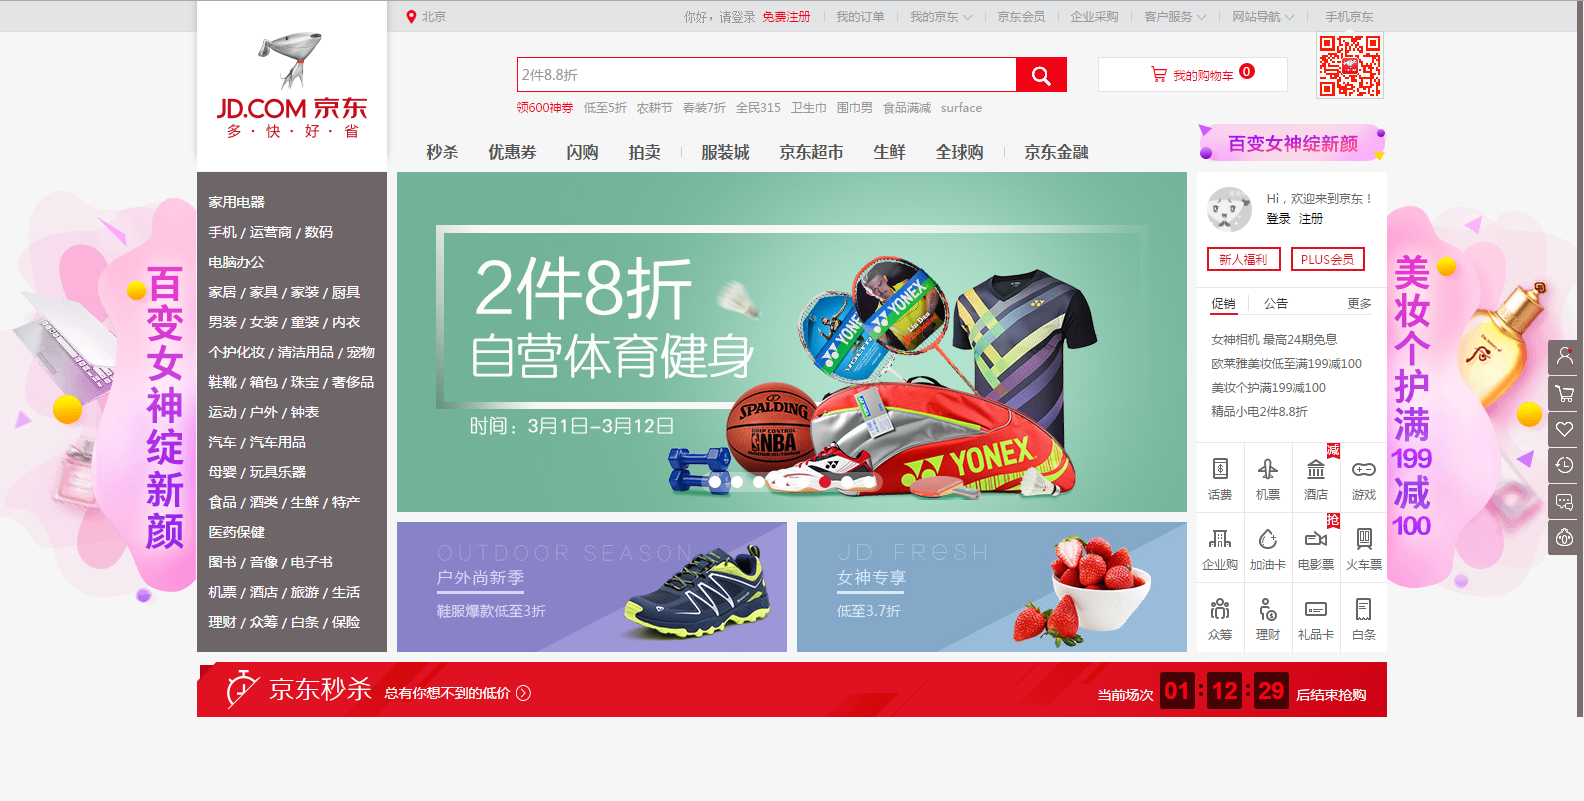 北京
你好，请登录 免费注册 我的订单 我的京东 京东会员 企业采购 客户服务 网站导航 手机京东
JD.COM 京东
多·快·好·省
2件8.8折
我的购物车 0
领600神券 低至5折 农耕节 春装7折 全民315 卫生巾 围巾男 食品满减 surface
秒杀 优惠券 闪购 拍卖 服装城 京东超市 生鲜 全球购 京东金融
百变女神绽新颜
家用电器
手机 / 运营商 / 数码
电脑办公
家居 / 家具 / 家装 / 厨具
男装 / 女装 / 童装 / 内衣
个护化妆 / 清洁用品 / 宠物
鞋靴 / 箱包 / 珠宝 / 奢侈品
运动 / 户外 / 钟表
汽车 / 汽车用品
母婴 / 玩具乐器
食品 / 酒类 / 生鲜 / 特产
医药保健
图书 / 音像 / 电子书
机票 / 酒店 / 旅游 / 生活
理财 / 众筹 / 白条 / 保险
百变女神绽新颜
2件8折
自营体育健身
时间：3月1日-3月12日
YONEX
YONEX
Lin Dan
SPALDING
GRIP CONTROL
NBA
INDOOR/OUTDOOR
YONEX
OUTDOOR SEASON
户外尚新季
鞋服爆款低至3折
JD FRESH
女神专享
低至3.7折
Hi，欢迎来到京东！
登录 注册
新人福利 PLUS会员
促销 公告 更多
女神相机 最高24期免息
欧莱雅美妆低至满199减100
美妆个护满199减100
精品小电2件8.8折
减
话费 机票 酒店 游戏
抢
企业购 加油卡 电影票 火车票
众筹 理财 礼品卡 白条
美妆个护满199减100
京东秒杀 总有你想不到的低价
当前场次 01:12:29 后结束抢购